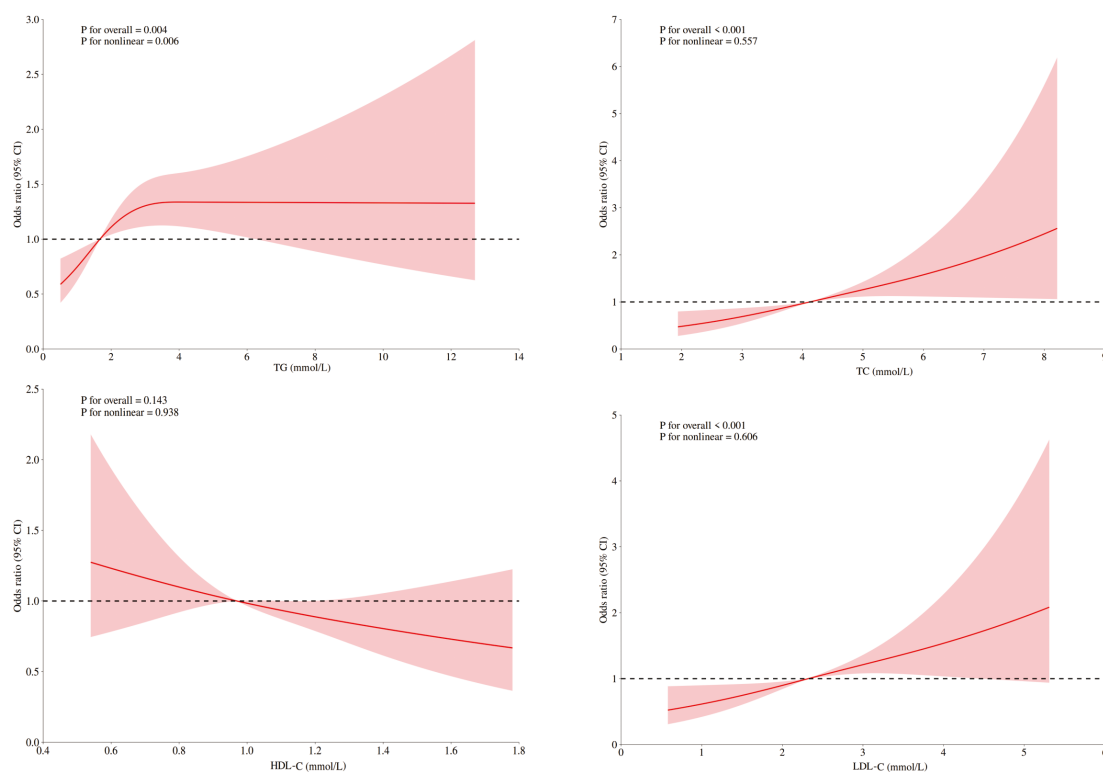 P for overall = 0.004
P for nonlinear = 0.006
Odds ratio (95% CI)
3.0
2.5
2.0
1.5
1.0
0.5
0.0
0 2 4 6 8 10 12 14
TG (mmol/L)
P for overall < 0.001
P for nonlinear = 0.557
Odds ratio (95% CI)
7
6
5
4
3
2
1
0
1 2 3 4 5 6 7 8 9
TC (mmol/L)
P for overall = 0.143
P for nonlinear = 0.938
Odds ratio (95% CI)
2.5
2.0
1.5
1.0
0.5
0.0
0.4 0.6 0.8 1.0 1.2 1.4 1.6 1.8
HDL-C (mmol/L)
P for overall < 0.001
P for nonlinear = 0.606
Odds ratio (95% CI)
5
4
3
2
1
0
0 1 2 3 4 5 6
LDL-C (mmol/L)